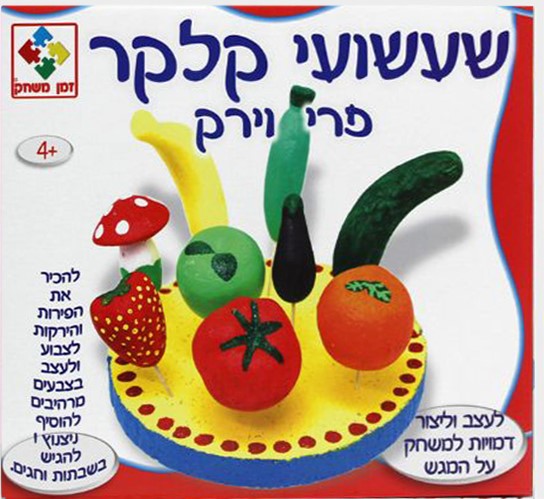 שעשועי קלקר
פרי וירק
זמן משחק
4+
להכיר
את
הפירות
והירקות
לצבוע
ולעצב
בצבעים
מרהיבים
להוסיף
ניצנוץ ו
להגיש
בשבתות וחגים.
לעצב וליצור
דמויות למשחק
על המגש